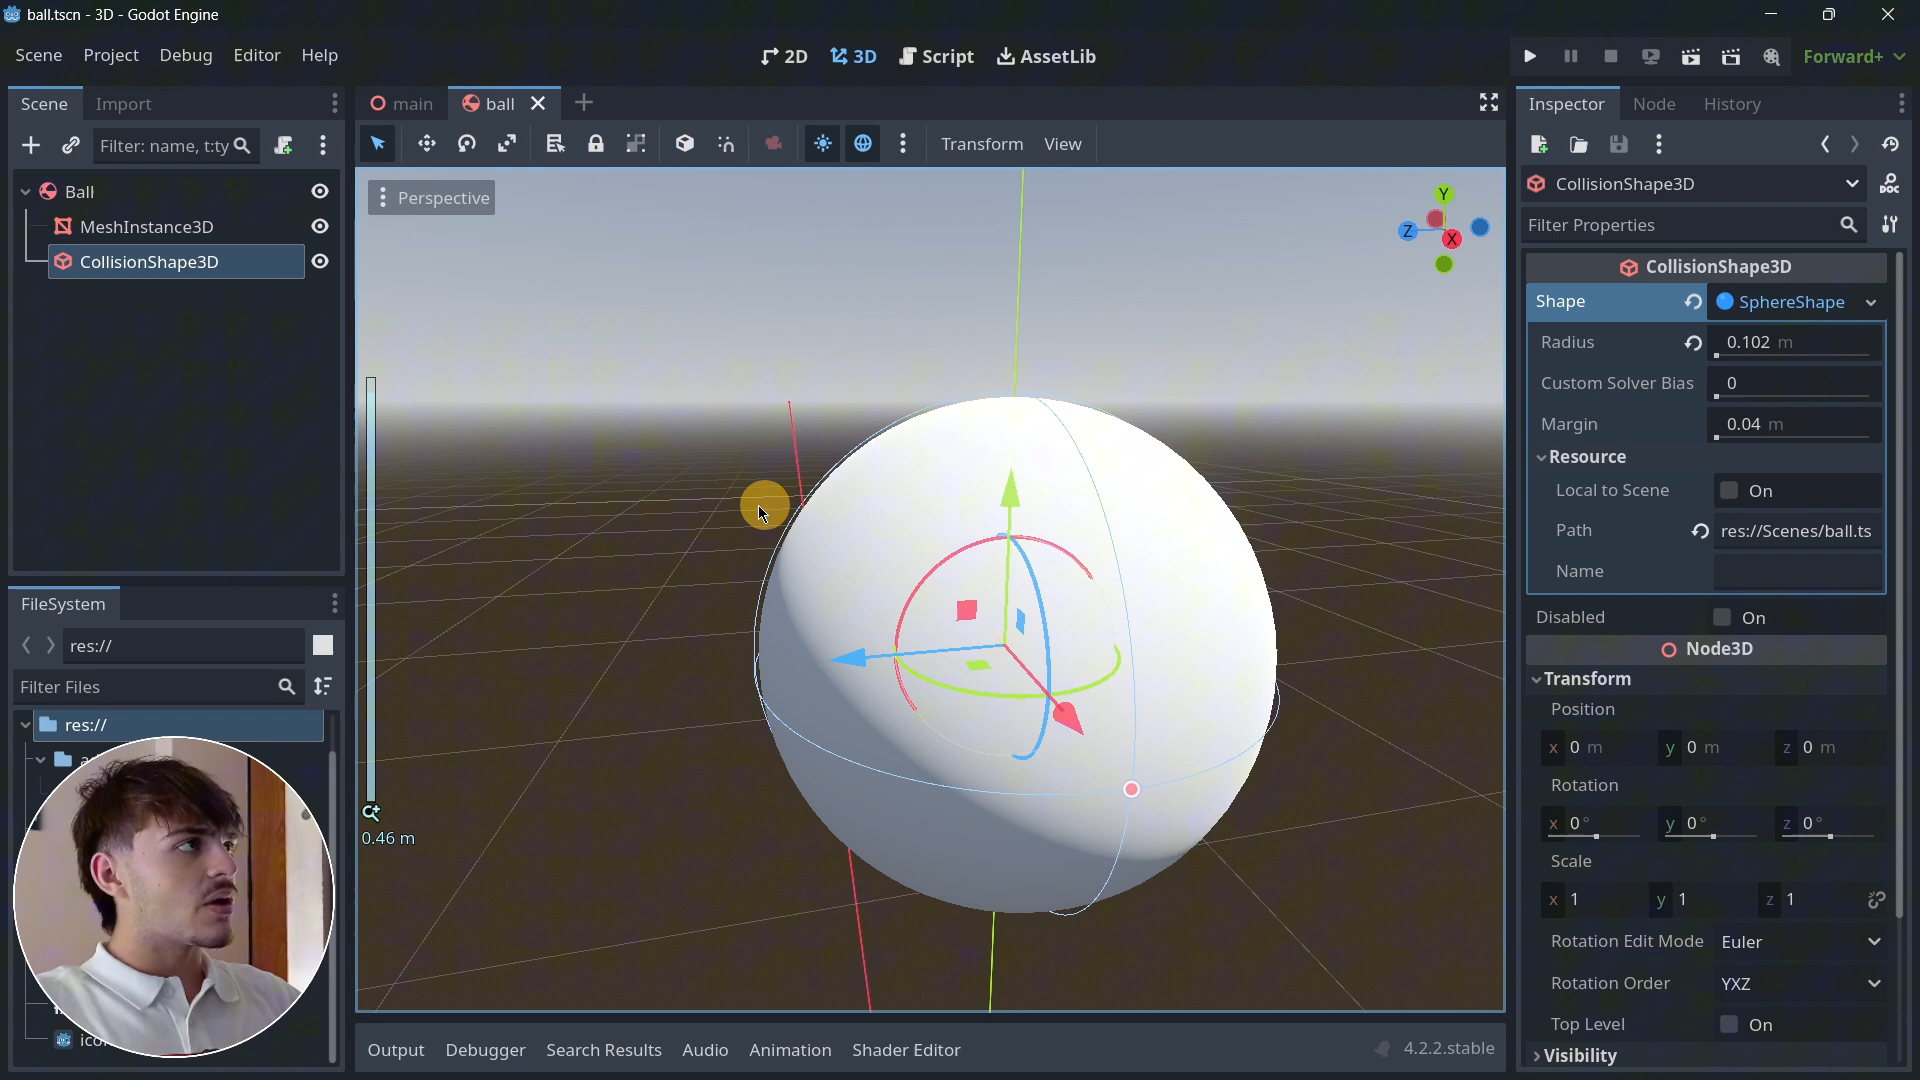 ball.tscn - 3D - Godot Engine
Scene Project Debug Editor Help
2D 3D Script AssetLib
Forward+
Scene Import
main ball
Inspector Node History
Filter: name, t:ty
Transform View
Ball
MeshInstance3D
CollisionShape3D
Perspective
Y
Z
X
0.46 m
CollisionShape3D
Filter Properties
CollisionShape3D
Shape SphereShape
Radius 0.102 m
Custom Solver Bias 0
Margin 0.04 m
Resource
Local to Scene On
Path res://Scenes/ball.ts
Name
Disabled On
Node3D
Transform
Position
x 0 m y 0 m z 0 m
Rotation
x 0° y 0° z 0°
Scale
x 1 y 1 z 1
Rotation Edit Mode Euler
Rotation Order YXZ
Top Level On
Visibility
FileSystem
res://
Filter Files
res://
Output Debugger Search Results Audio Animation Shader Editor
4.2.2.stable